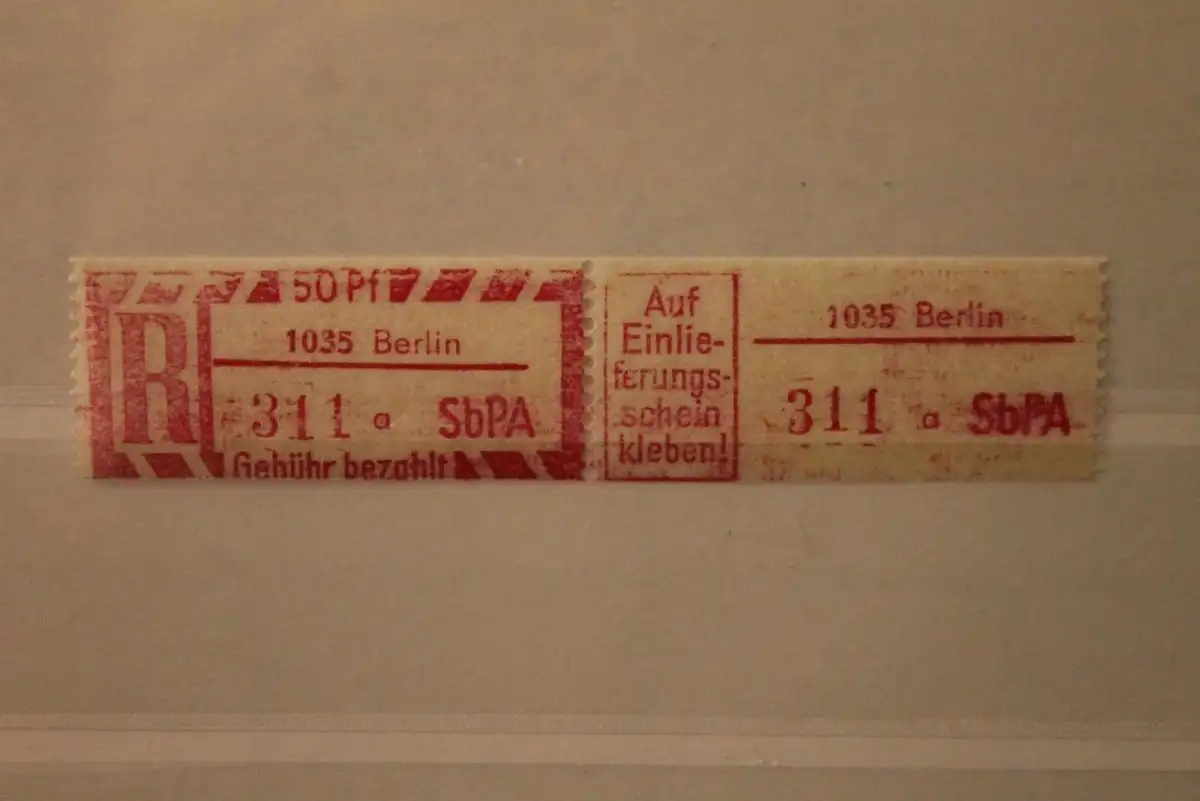 50 Pf
R
1035 Berlin
311 a SbPA
Gebühr bezahlt
Auf
Einlie-
ferungs-
schein
kleben!
1035 Berlin
311 a SbPA